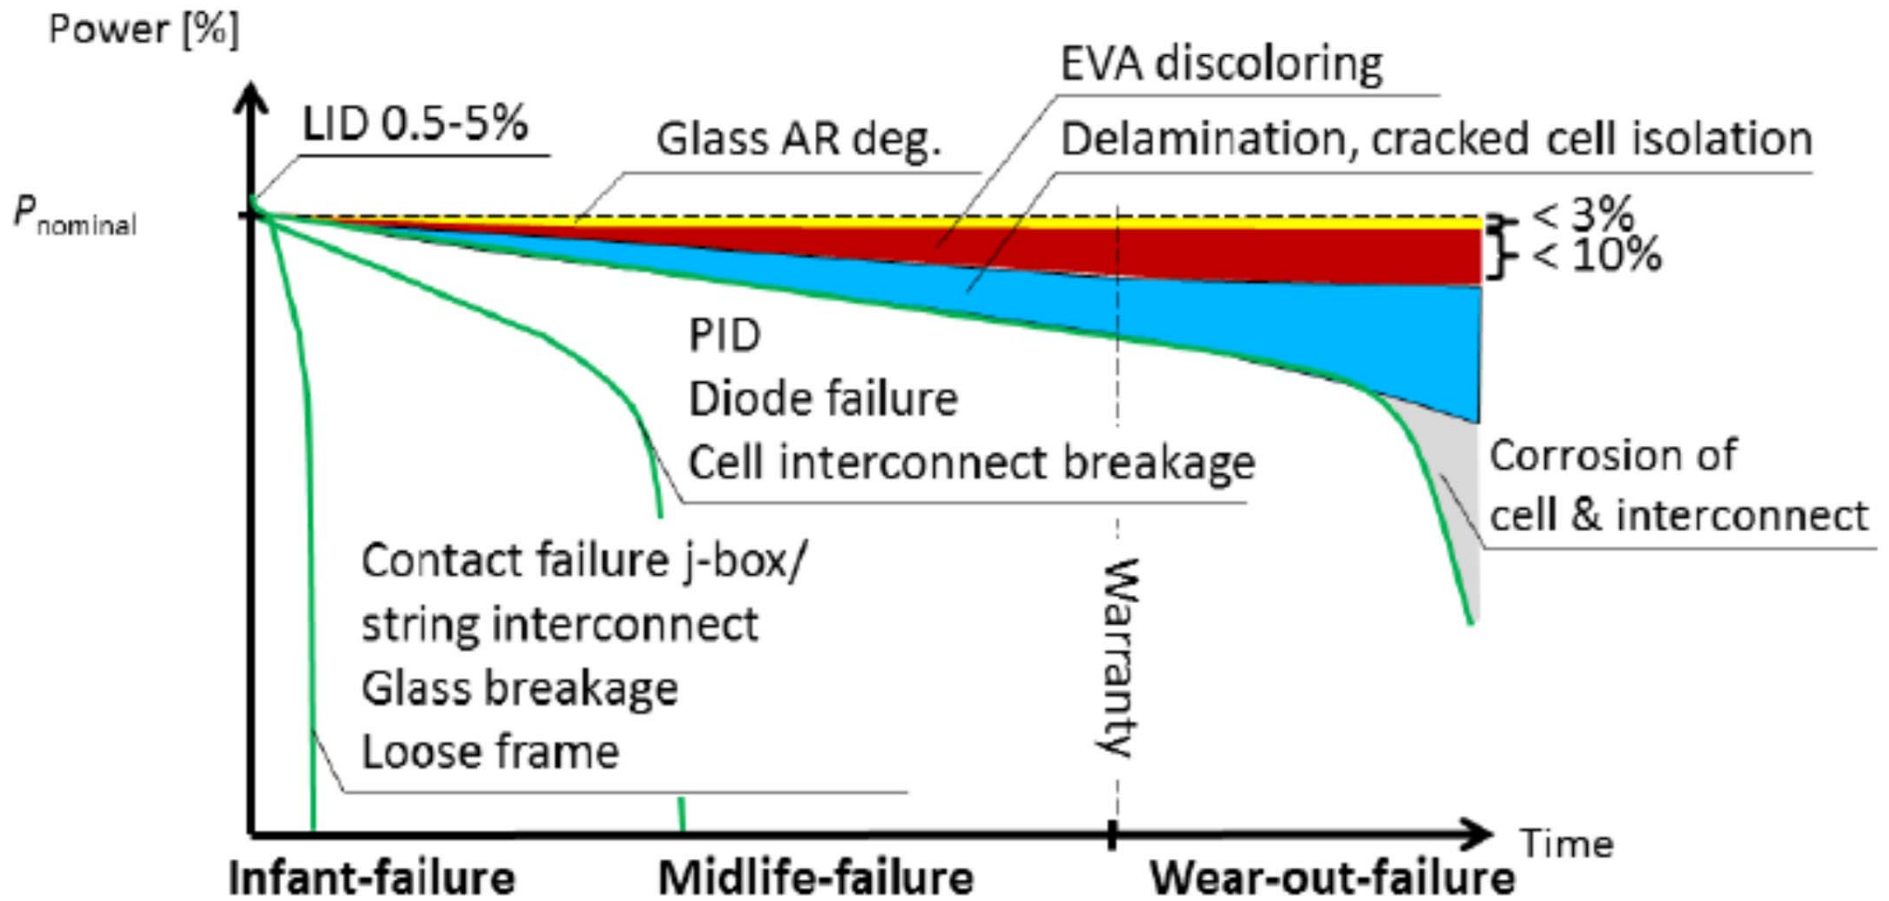 Power [%]
EVA discoloring
LID 0.5-5%
Glass AR deg.
Delamination, cracked cell isolation
Pnominal
< 3%
< 10%
PID
Diode failure
Cell interconnect breakage
Corrosion of
cell & interconnect
Contact failure j-box/
string interconnect
Glass breakage
Loose frame
Warranty
Time
Infant-failure
Midlife-failure
Wear-out-failure